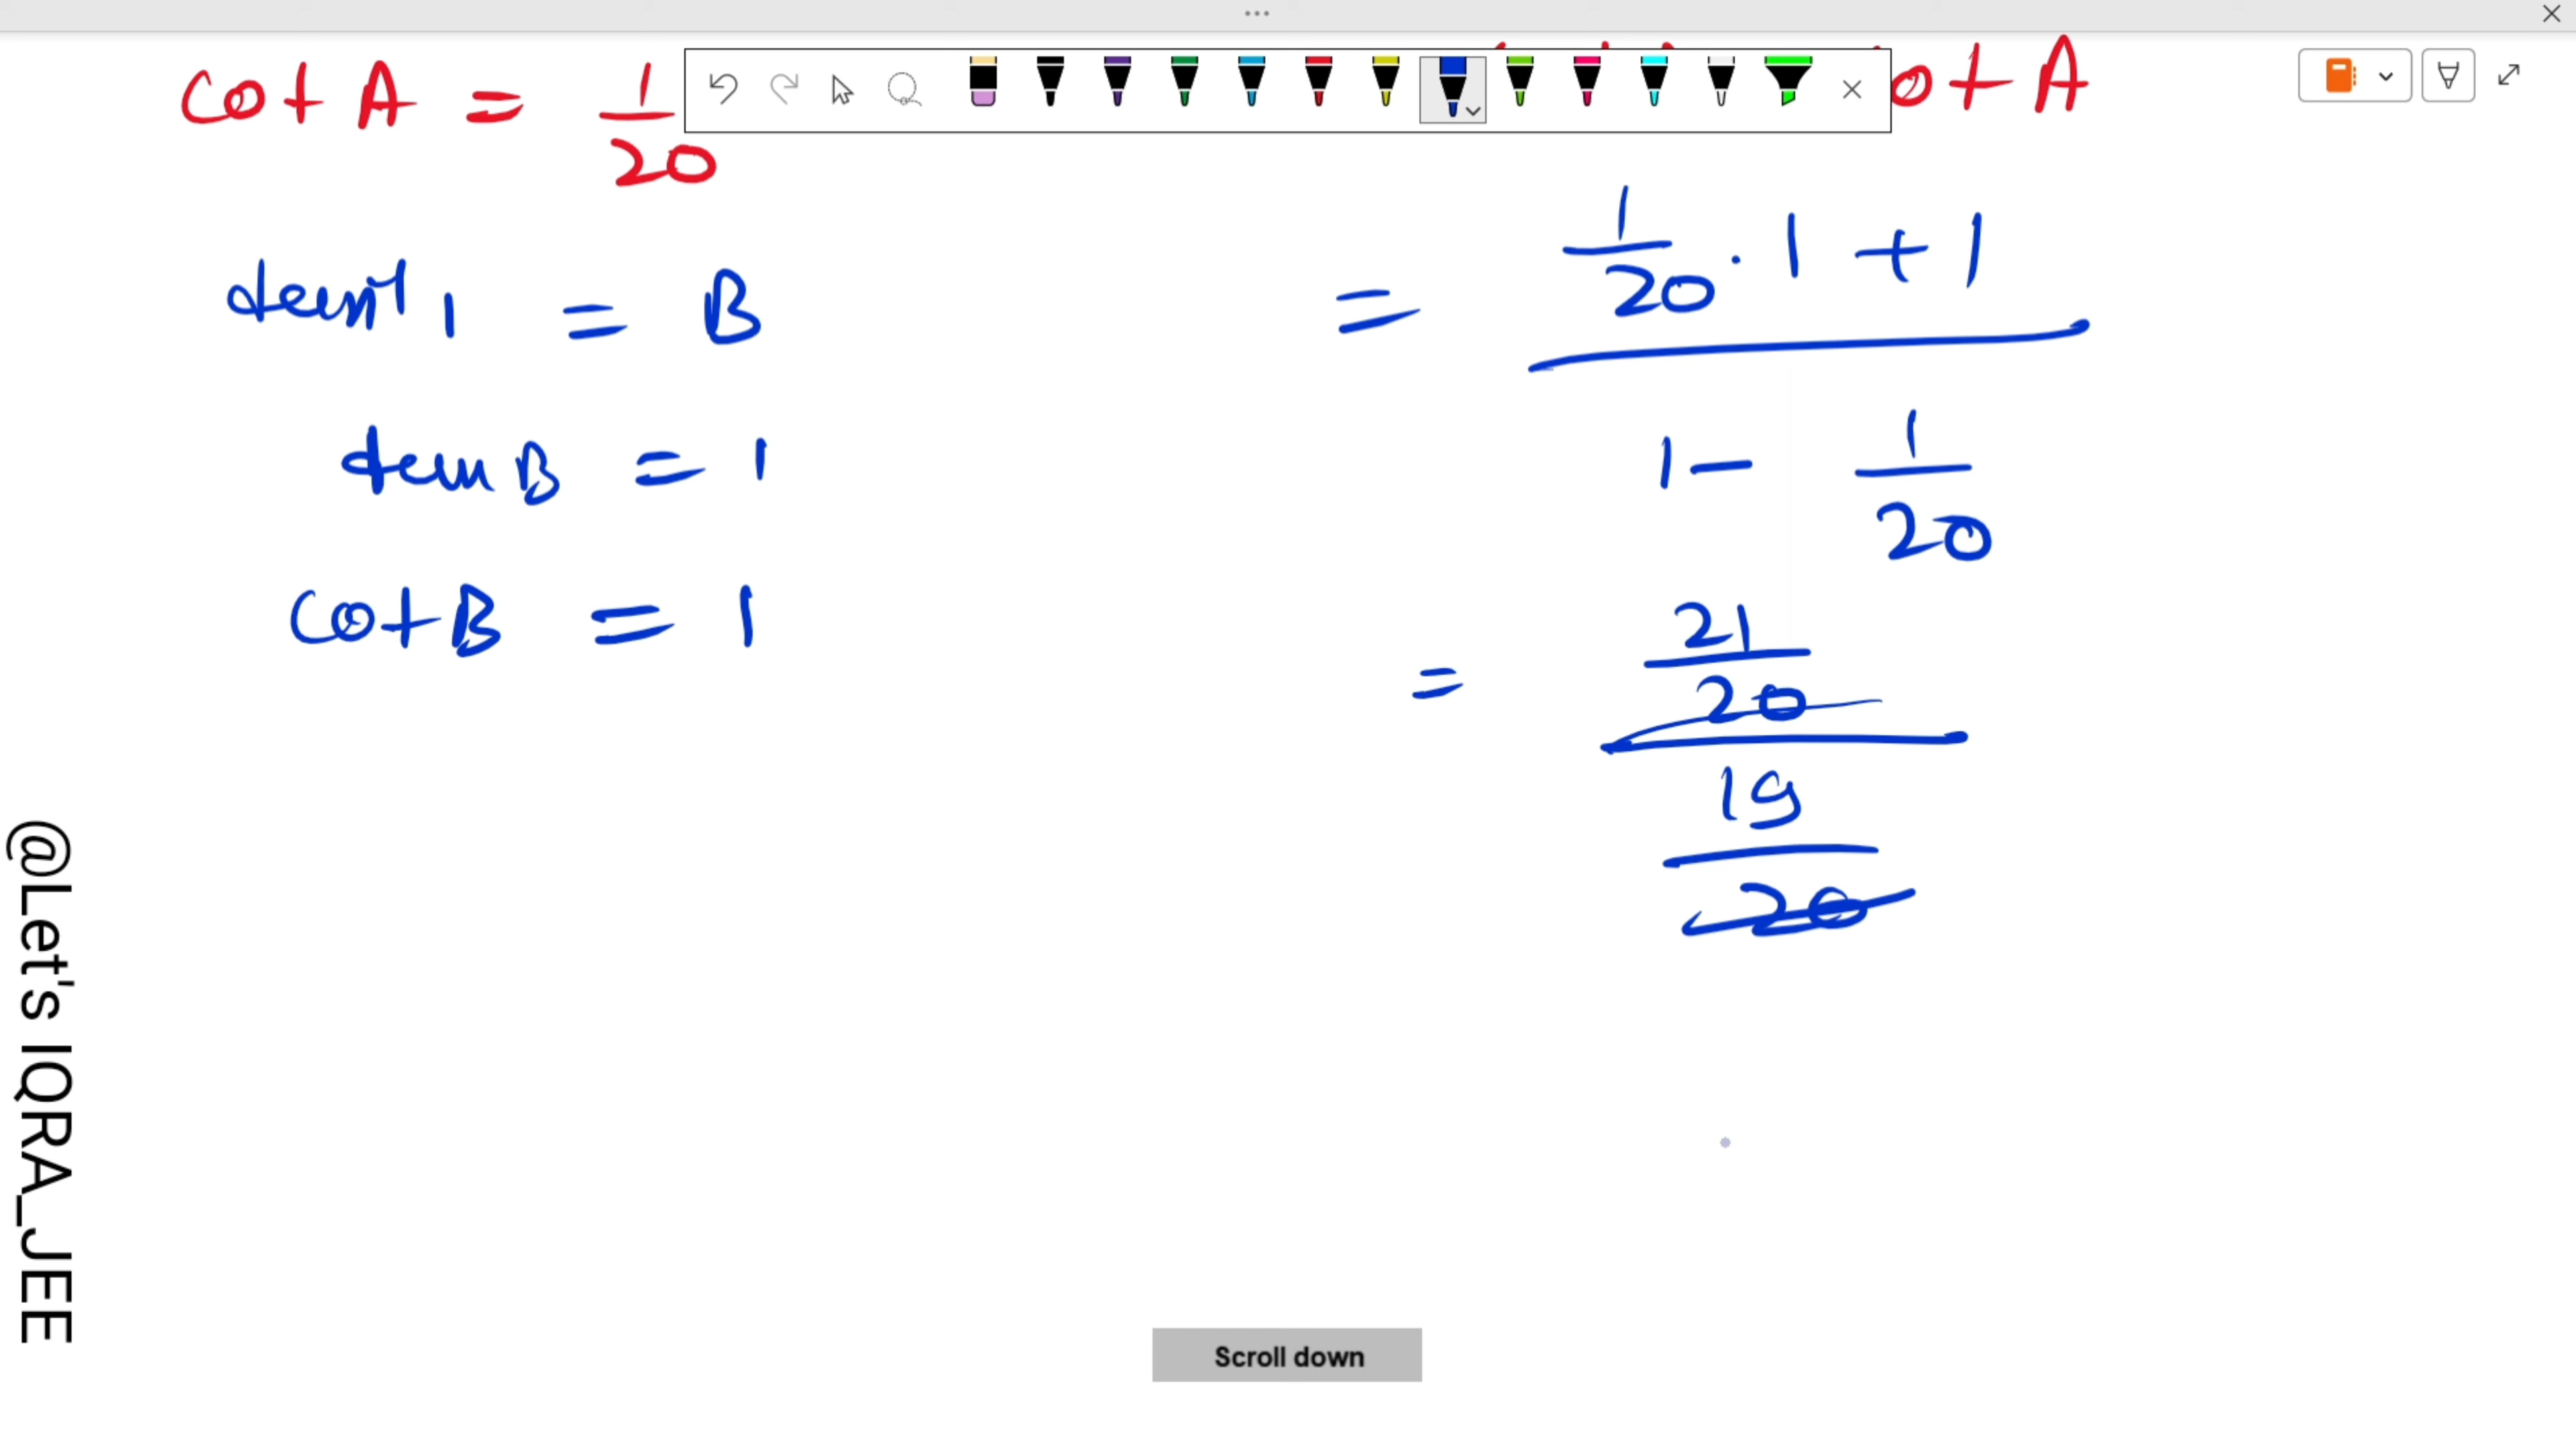 cot A = 1/20
ot A
tan⁻¹ 1 = B
tan B = 1
cot B = 1
= (1/20 · 1 + 1) / (1 - 1/20)
= (21/20) / (19/20)
@Let's IQRA_JEE
Scroll down